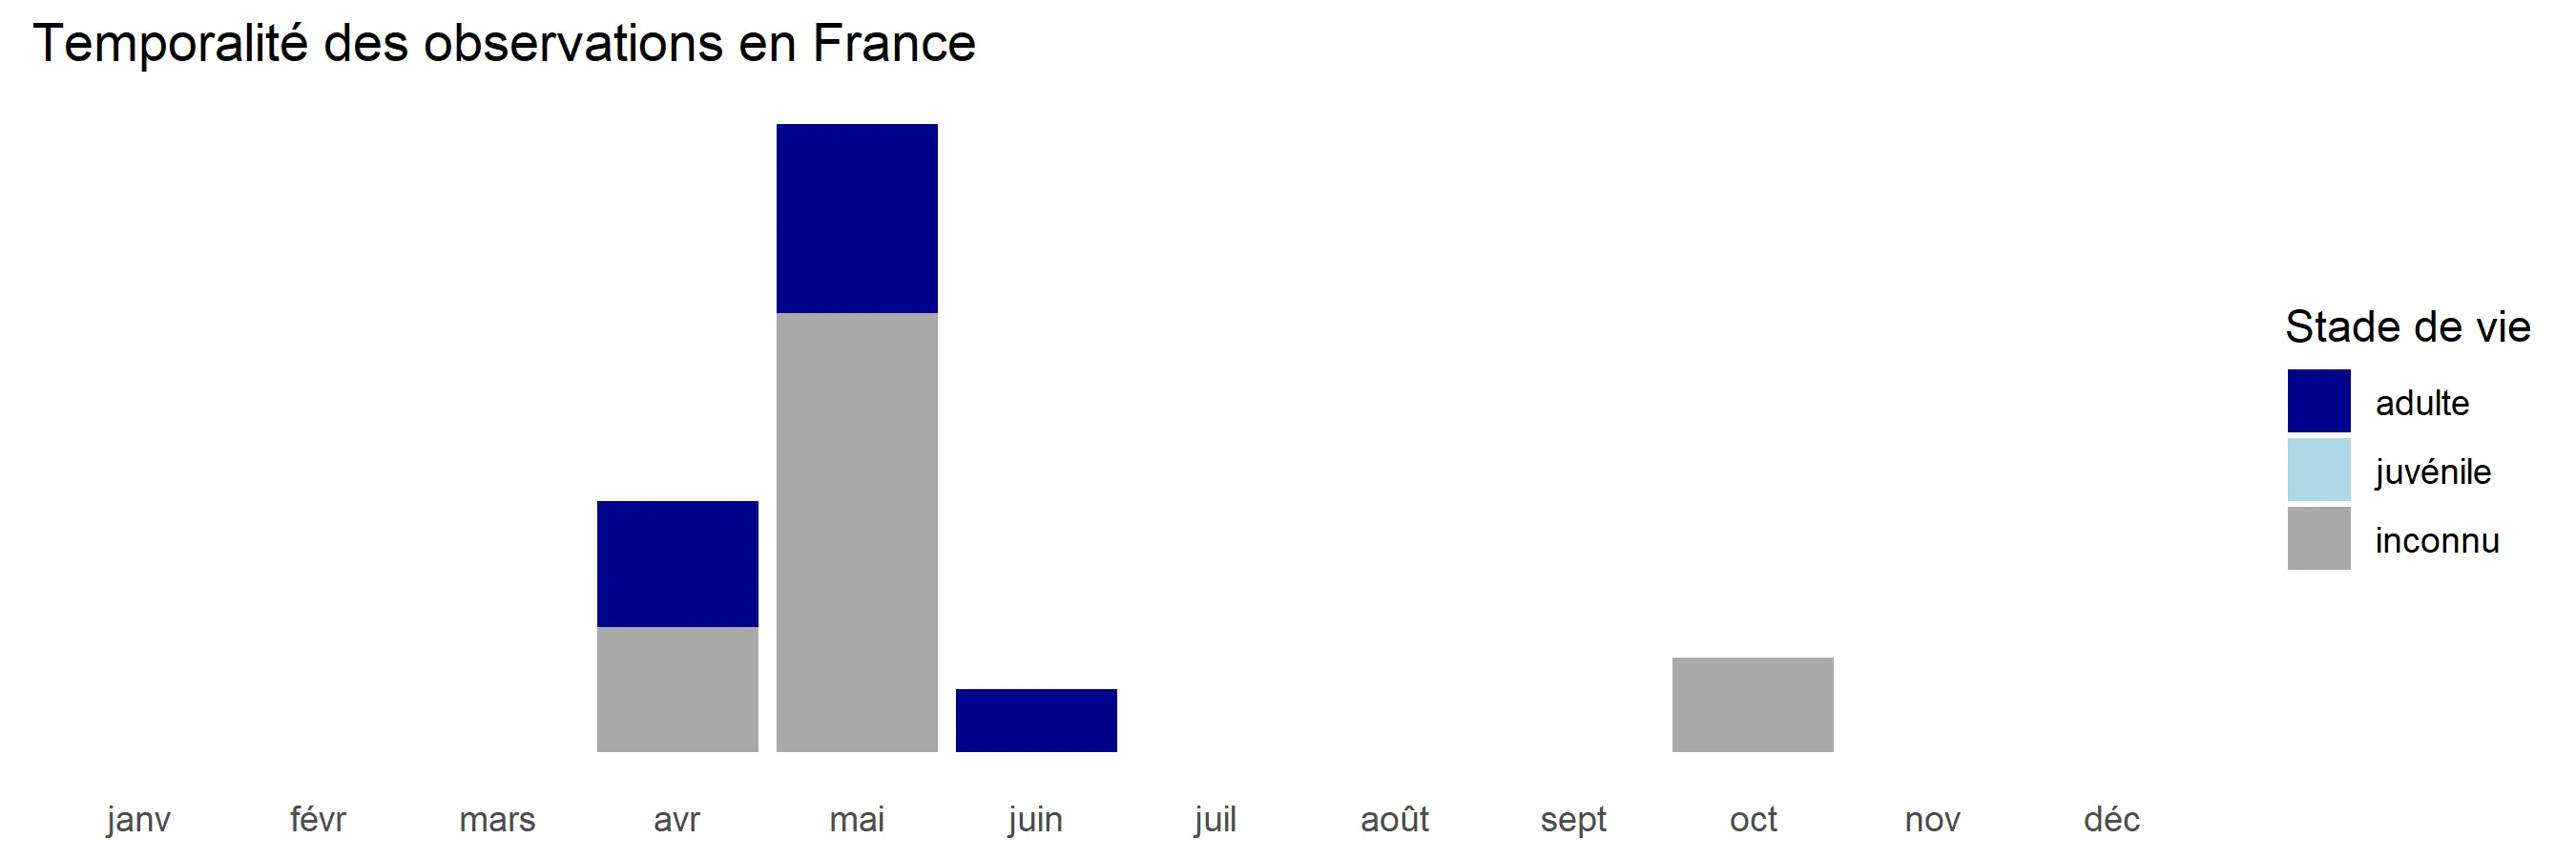 Temporalité des observations en France
Stade de vie
adulte
juvénile
inconnu
janv févr mars avr mai juin juil août sept oct nov déc